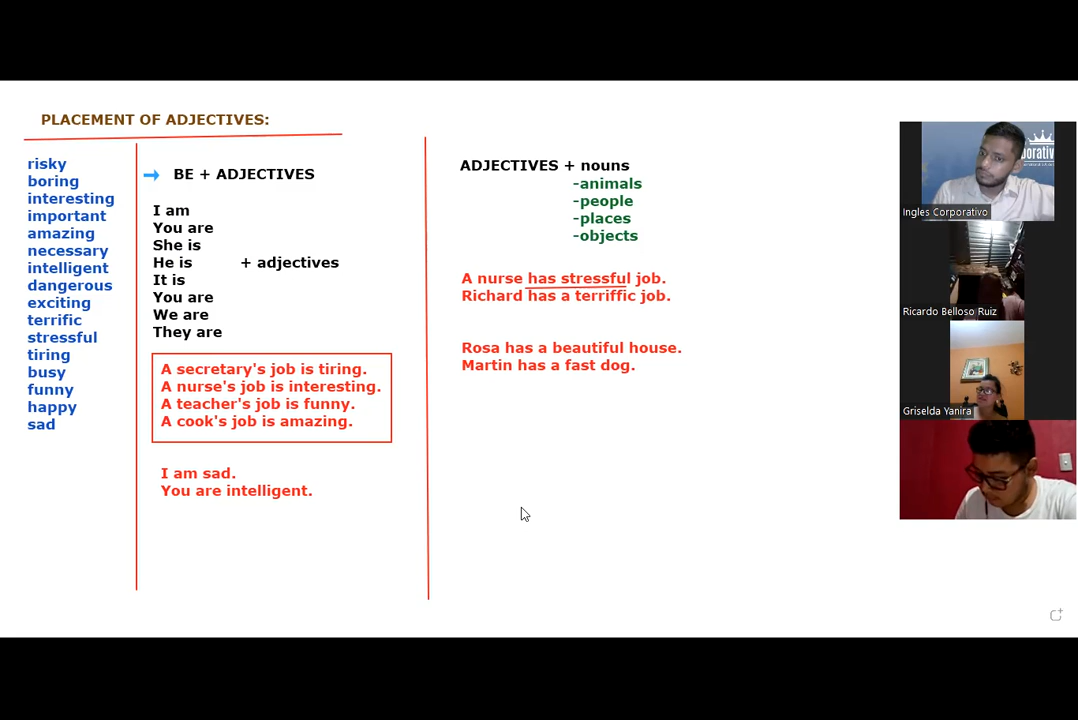 PLACEMENT OF ADJECTIVES:
risky
boring
interesting
important
amazing
necessary
intelligent
dangerous
exciting
terrific
stressful
tiring
busy
funny
happy
sad
BE + ADJECTIVES
I am
You are
She is
He is + adjectives
It is
You are
We are
They are
A secretary's job is tiring.
A nurse's job is interesting.
A teacher's job is funny.
A cook's job is amazing.
I am sad.
You are intelligent.
ADJECTIVES + nouns
-animals
-people
-places
-objects
A nurse has stressful job.
Richard has a terriffic job.
Rosa has a beautiful house.
Martin has a fast dog.
Ingles Corporativo
Ricardo Belloso Ruiz
Griselda Yanira